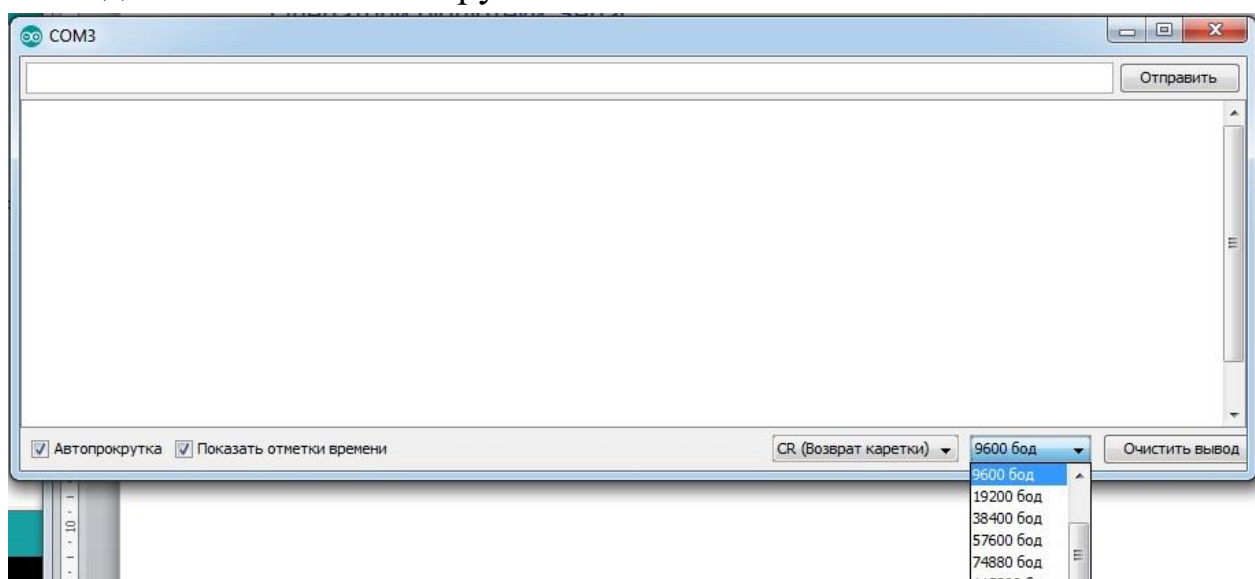 COM3
Отправить
Автопрокрутка Показать отметки времени CR (Возврат каретки) 9600 бод Очистить вывод
9600 бод
19200 бод
38400 бод
57600 бод
74880 бод
10